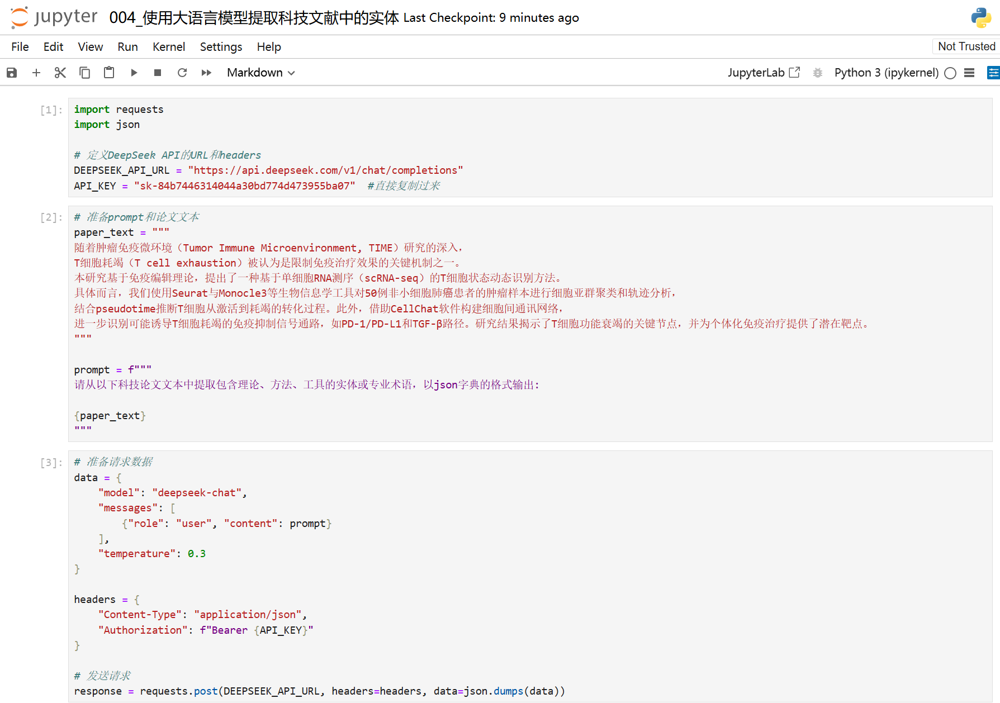 jupyter 004_使用大语言模型提取科技文献中的实体 Last Checkpoint: 9 minutes ago
File Edit View Run Kernel Settings Help Not Trusted
Markdown JupyterLab Python 3 (ipykernel)
[1]: import requests
import json
# 定义DeepSeek API的URL和headers
DEEPSEEK_API_URL = "https://api.deepseek.com/v1/chat/completions"
API_KEY = "sk-84b7446314044a30bd774d473955ba07" #直接复制过来
[2]: # 准备prompt和论文文本
paper_text = """
随着肿瘤免疫微环境（Tumor Immune Microenvironment, TIME）研究的深入，
T细胞耗竭（T cell exhaustion）被认为是限制免疫治疗效果的关键机制之一。
本研究基于免疫编辑理论，提出了一种基于单细胞RNA测序（scRNA-seq）的T细胞状态动态识别方法。
具体而言，我们使用Seurat与Monocle3等生物信息学工具对50例非小细胞肺癌患者的肿瘤样本进行细胞亚群聚类和轨迹分析，
结合pseudotime推断T细胞从激活到耗竭的转化过程。此外，借助CellChat软件构建细胞间通讯网络，
进一步识别可能诱导T细胞耗竭的免疫抑制信号通路，如PD-1/PD-L1和TGF-β路径。研究结果揭示了T细胞功能衰竭的关键节点，并为个体化免疫治疗提供了潜在靶点。
"""
prompt = f"""
请从以下科技论文文本中提取包含理论、方法、工具的实体或专业术语，以json字典的格式输出:
{paper_text}
"""
[3]: # 准备请求数据
data = {
"model": "deepseek-chat",
"messages": [
{"role": "user", "content": prompt}
],
"temperature": 0.3
}
headers = {
"Content-Type": "application/json",
"Authorization": f"Bearer {API_KEY}"
}
# 发送请求
response = requests.post(DEEPSEEK_API_URL, headers=headers, data=json.dumps(data))